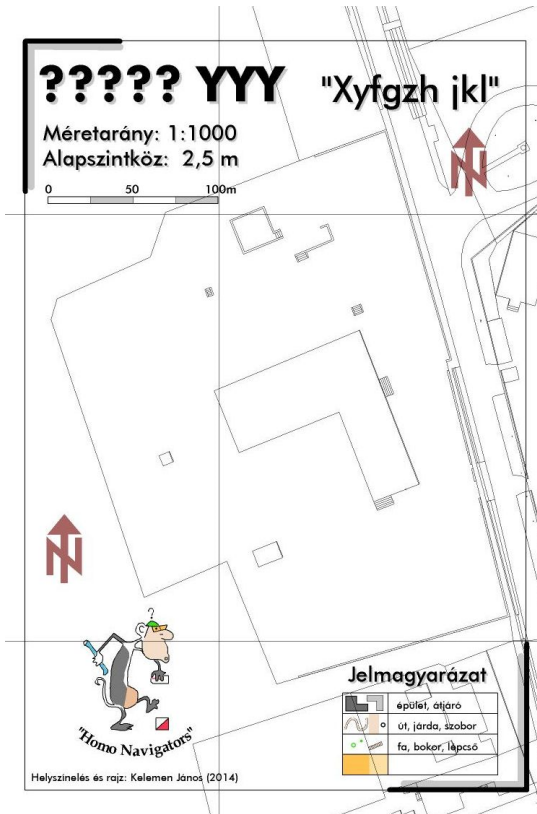 ????? YYY "Xyfgzh jkl"
Méretarány: 1:1000
Alapszintköz: 2,5 m
0 50 100m
N
N
?
"Homo Navigators"
Helyszinelés és rajz: Kelemen János (2014)
Jelmagyarázat
épület, átjáró
út, járda, szobor
fa, bokor, lépcső